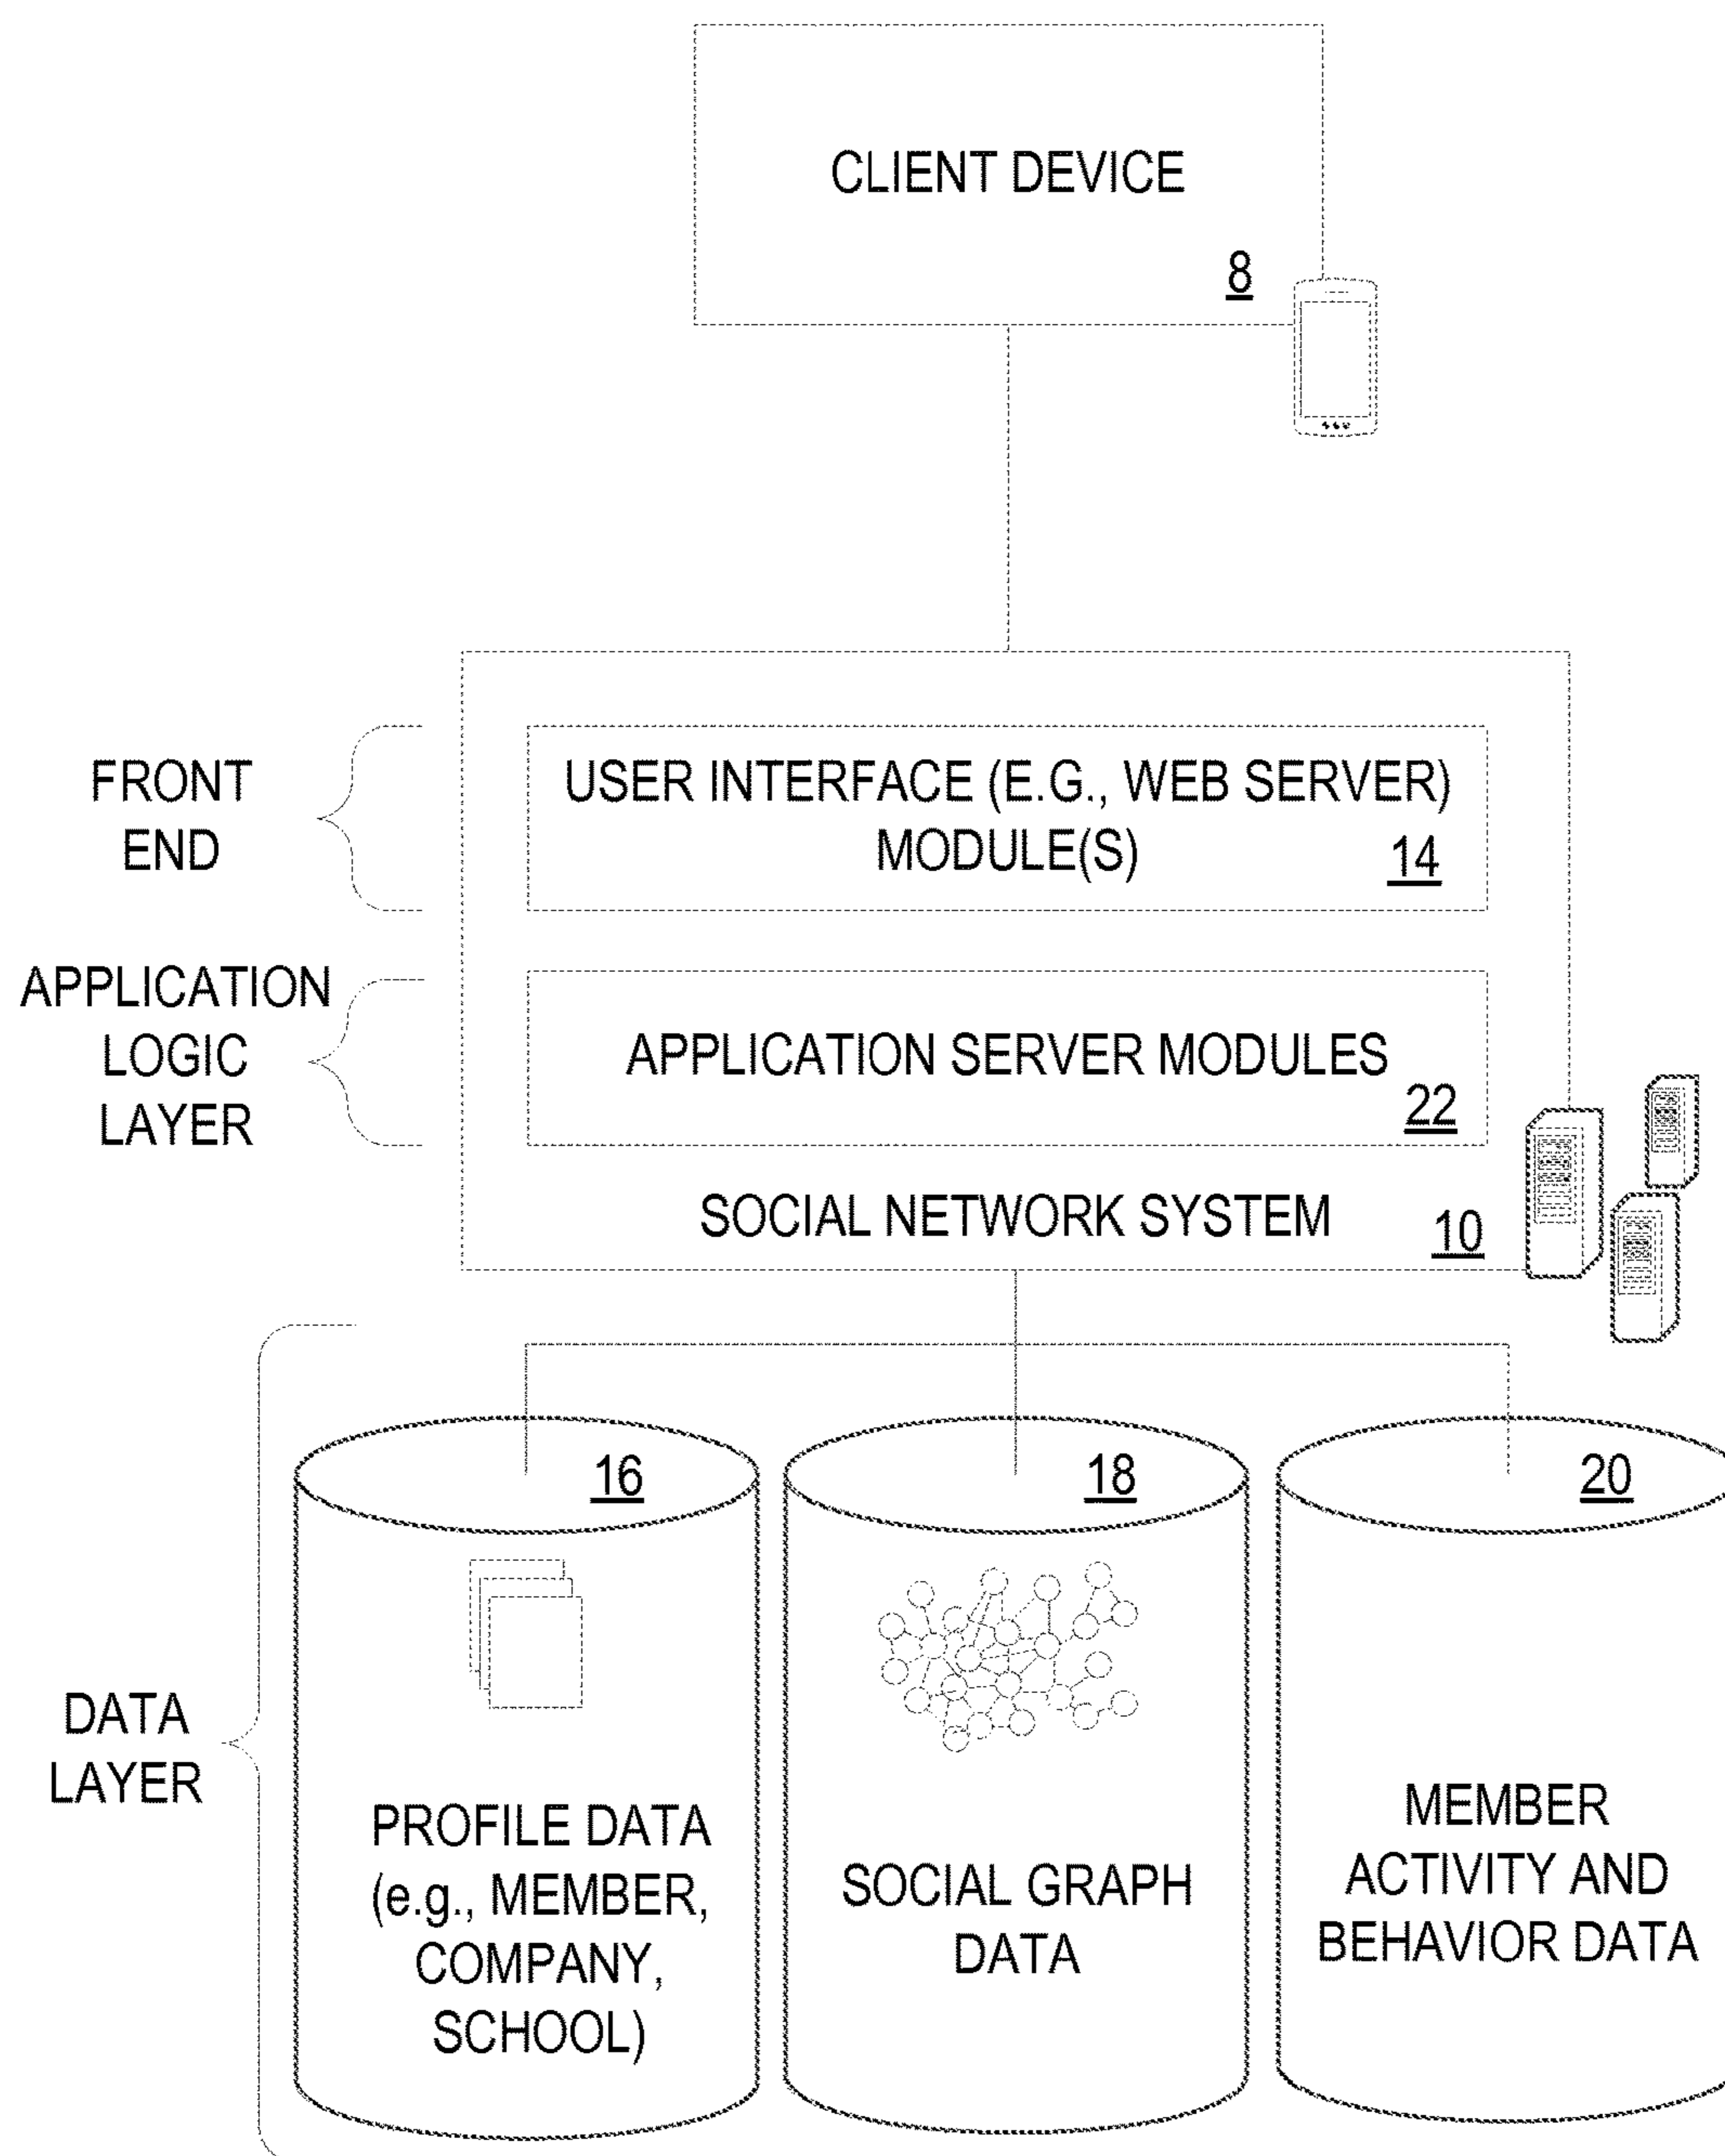 CLIENT DEVICE
8
FRONT
END
USER INTERFACE (E.G., WEB SERVER)
MODULE(S)
14
APPLICATION
LOGIC
LAYER
APPLICATION SERVER MODULES
22
SOCIAL NETWORK SYSTEM
10
DATA
LAYER
16
PROFILE DATA
(e.g., MEMBER,
COMPANY,
SCHOOL)
18
SOCIAL GRAPH
DATA
20
MEMBER
ACTIVITY AND
BEHAVIOR DATA